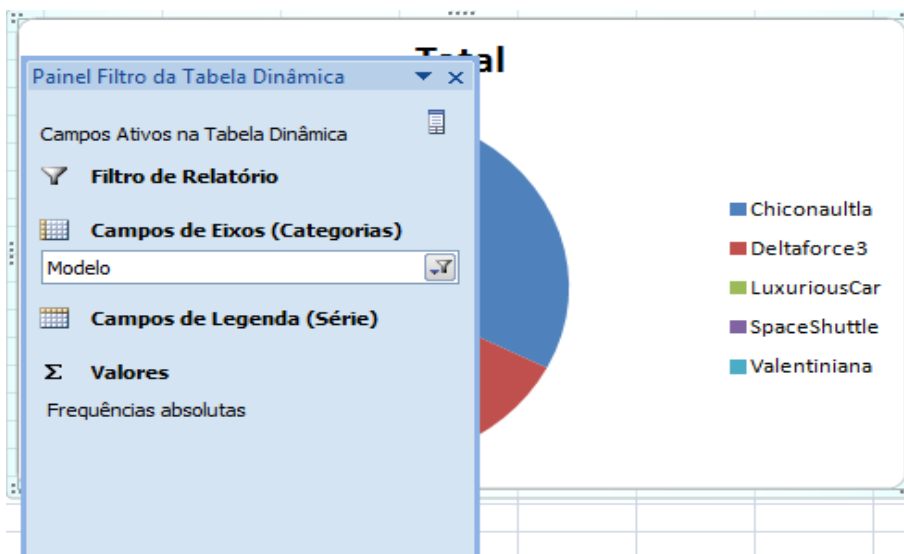 Total
Painel Filtro da Tabela Dinâmica
Campos Ativos na Tabela Dinâmica
Filtro de Relatório
Campos de Eixos (Categorias)
Modelo
Campos de Legenda (Série)
Σ Valores
Frequências absolutas
Chiconaultla
Deltaforce3
LuxuriousCar
SpaceShuttle
Valentiniana